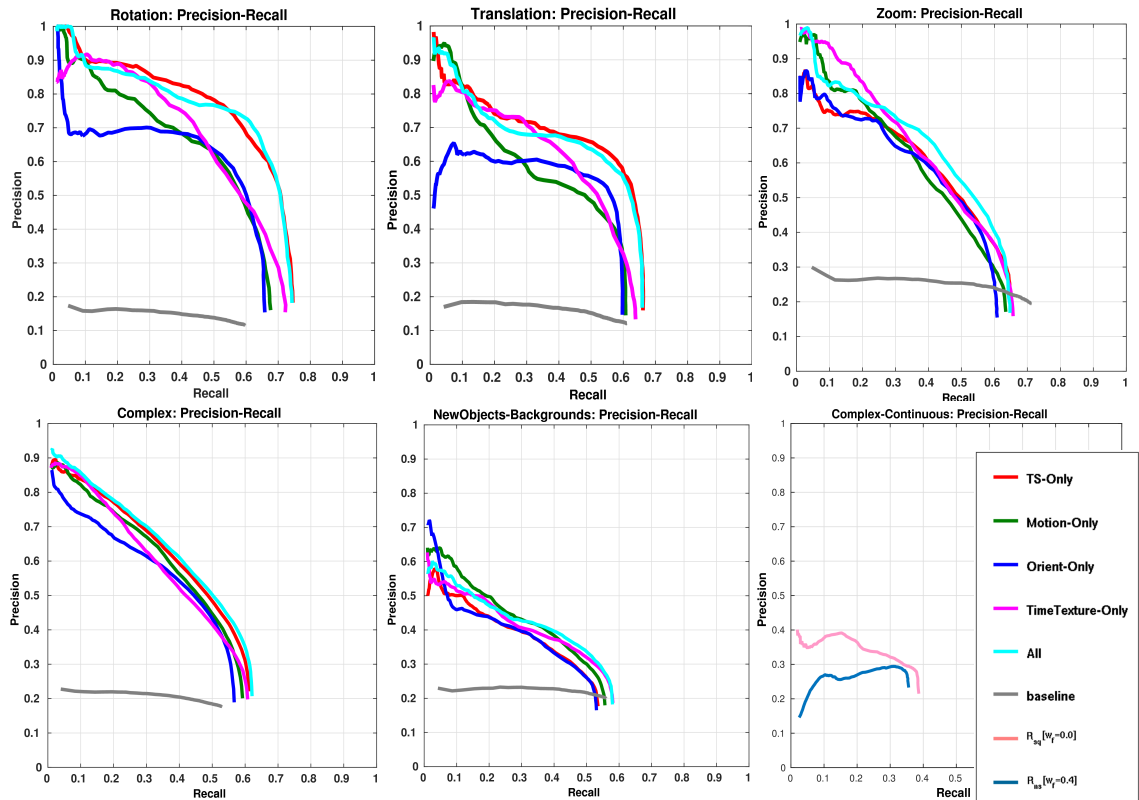 Rotation: Precision-Recall
1
0.9
0.8
0.7
0.6
0.5
0.4
0.3
0.2
0.1
0
Precision
0 0.1 0.2 0.3 0.4 0.5 0.6 0.7 0.8 0.9 1
Recall
Translation: Precision-Recall
1
0.9
0.8
0.7
0.6
0.5
0.4
0.3
0.2
0.1
0
Precision
0 0.1 0.2 0.3 0.4 0.5 0.6 0.7 0.8 0.9 1
Recall
Zoom: Precision-Recall
1
0.9
0.8
0.7
0.6
0.5
0.4
0.3
0.2
0.1
0
Precision
0 0.1 0.2 0.3 0.4 0.5 0.6 0.7 0.8 0.9 1
Recall
Complex: Precision-Recall
1
0.9
0.8
0.7
0.6
0.5
0.4
0.3
0.2
0.1
0
Precision
0 0.1 0.2 0.3 0.4 0.5 0.6 0.7 0.8 0.9 1
Recall
NewObjects-Backgrounds: Precision-Recall
1
0.9
0.8
0.7
0.6
0.5
0.4
0.3
0.2
0.1
0
Precision
0 0.1 0.2 0.3 0.4 0.5 0.6 0.7 0.8 0.9 1
Recall
Complex-Continuous: Precision-Recall
1
0.9
0.8
0.7
0.6
0.5
0.4
0.3
0.2
0.1
0
Precision
0 0.1 0.2 0.3 0.4 0.5
Recall
TS-Only
Motion-Only
Orient-Only
TimeTexture-Only
All
baseline
R_sq[w_f=0.0]
R_as[w_f=0.4]